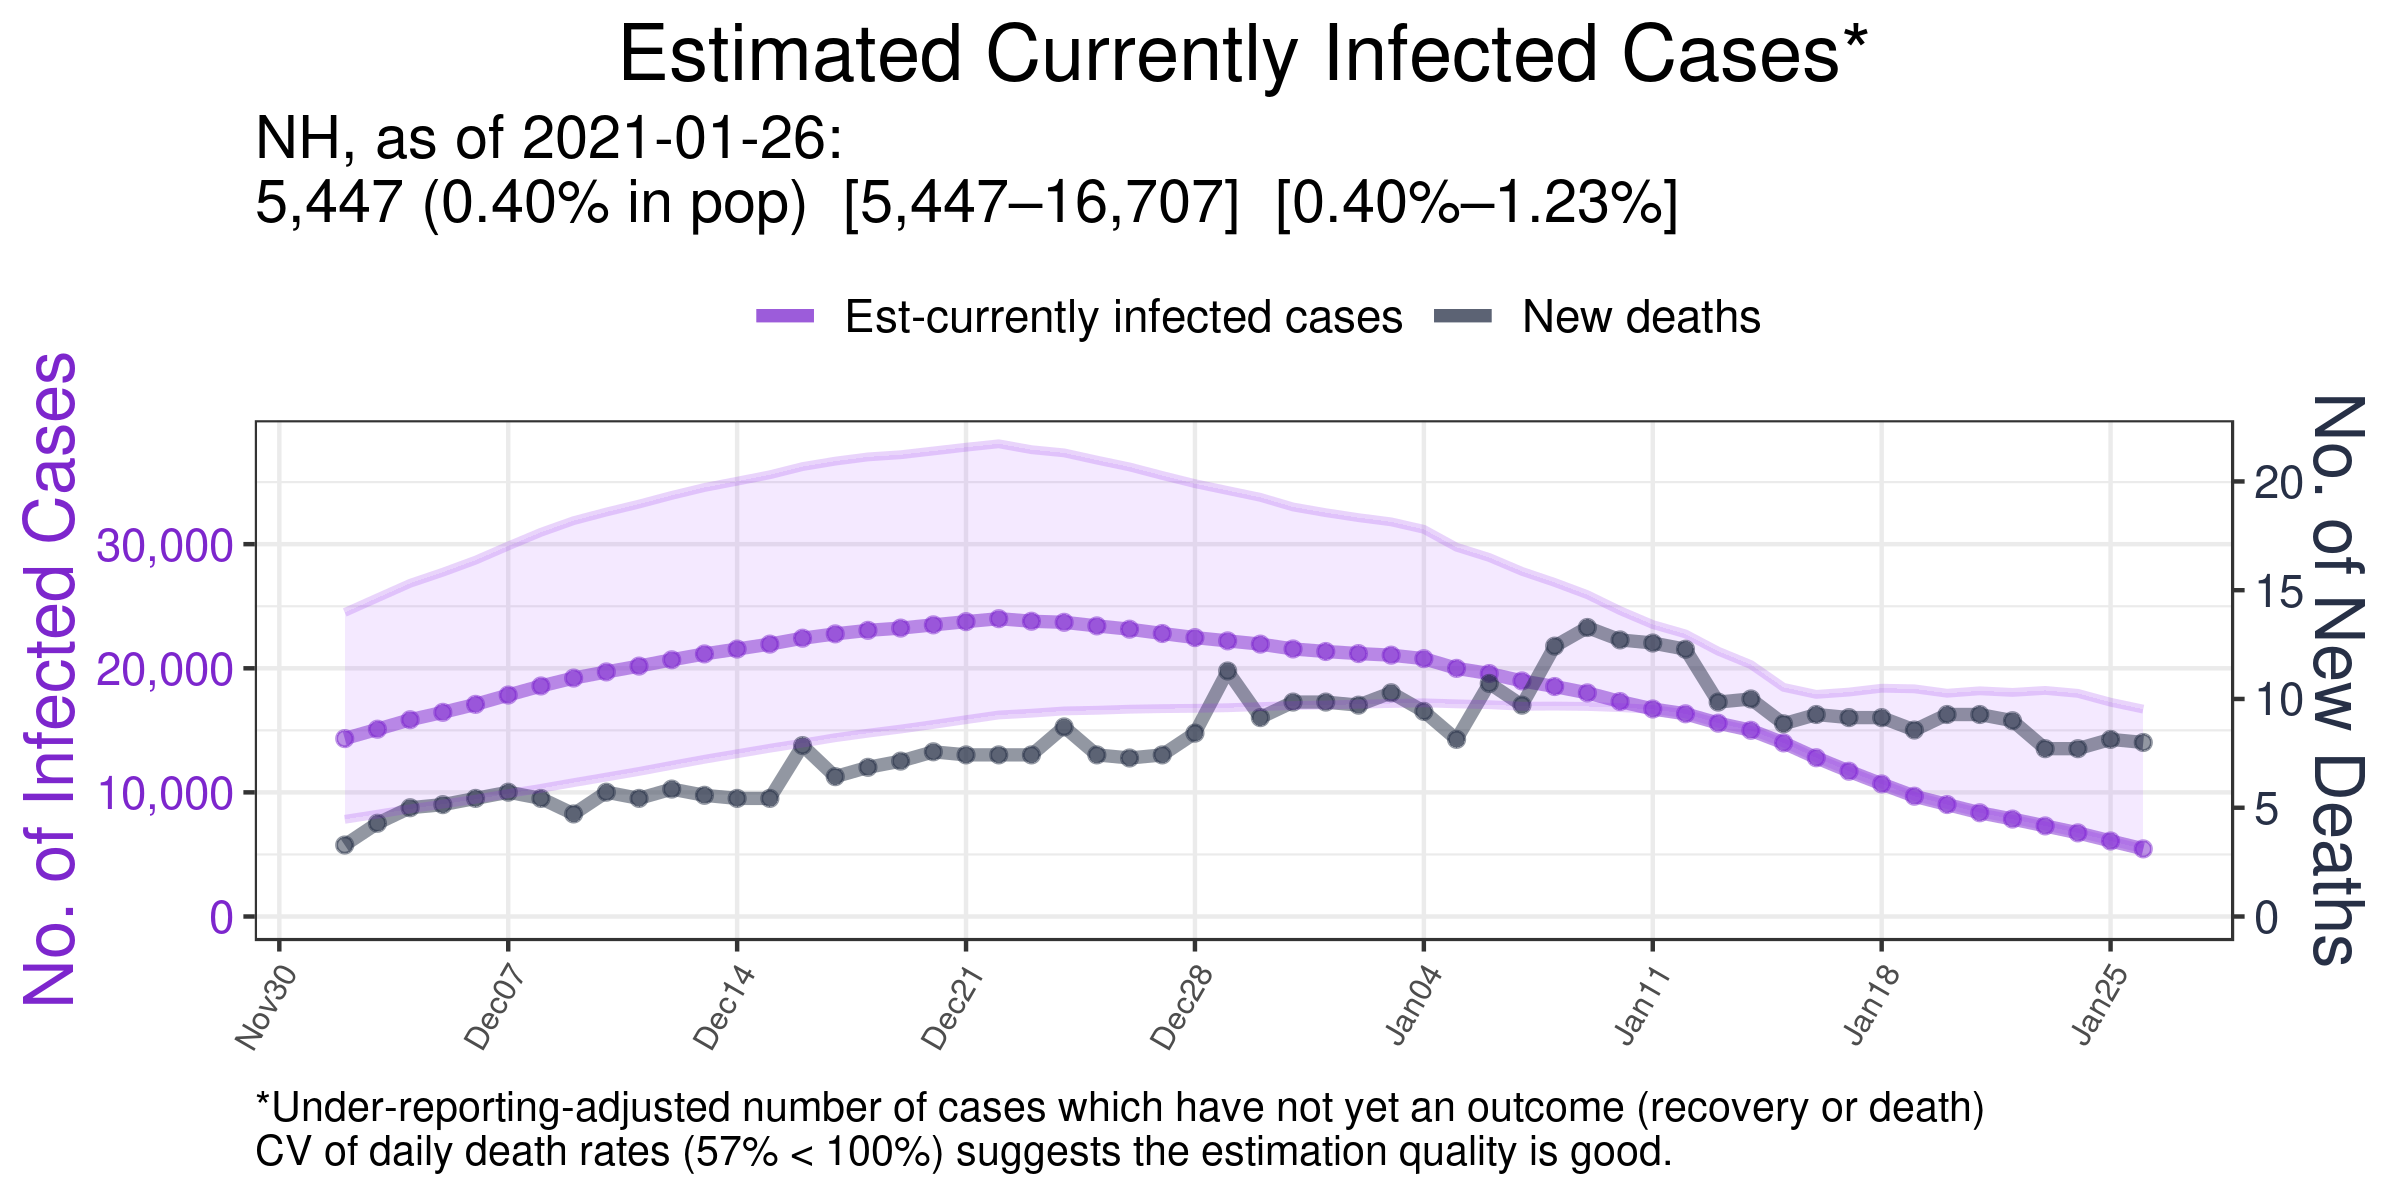 Estimated Currently Infected Cases*
NH, as of 2021-01-26:
5,447 (0.40% in pop)  [5,447–16,707]  [0.40%–1.23%]
Est-currently infected cases
New deaths
No. of Infected Cases
30,000
20,000
10,000
0
20
15
10
5
0
No. of New Deaths
Nov30
Dec07
Dec14
Dec21
Dec28
Jan04
Jan11
Jan18
Jan25
*Under-reporting-adjusted number of cases which have not yet an outcome (recovery or death)
CV of daily death rates (57% < 100%) suggests the estimation quality is good.